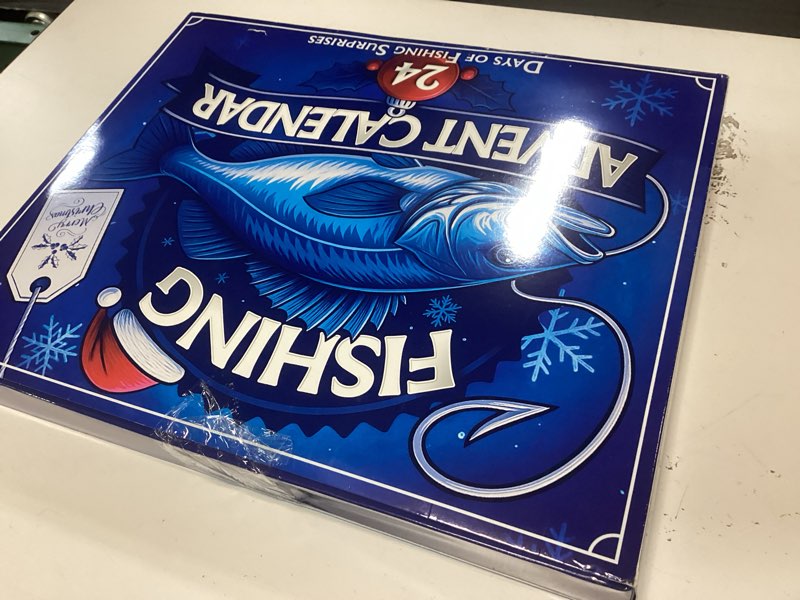 FISHING
ADVENT CALENDAR
24
DAYS OF FISHING SURPRISES
Merry
Christmas